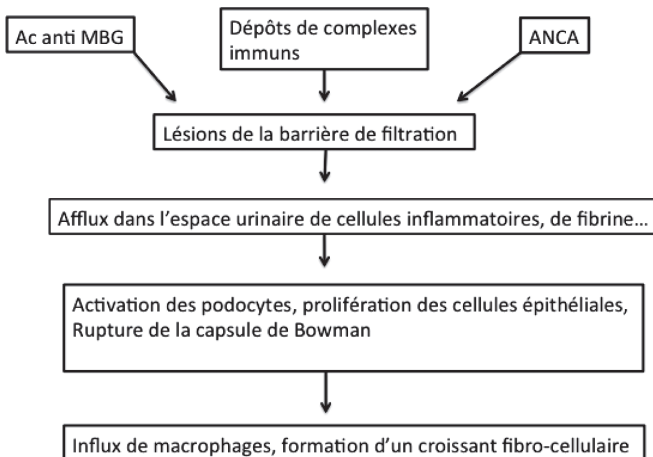 Ac anti MBG
Dépôts de complexes
immuns
ANCA
Lésions de la barrière de filtration
Afflux dans l'espace urinaire de cellules inflammatoires, de fibrine…
Activation des podocytes, prolifération des cellules épithéliales,
Rupture de la capsule de Bowman
Influx de macrophages, formation d'un croissant fibro-cellulaire